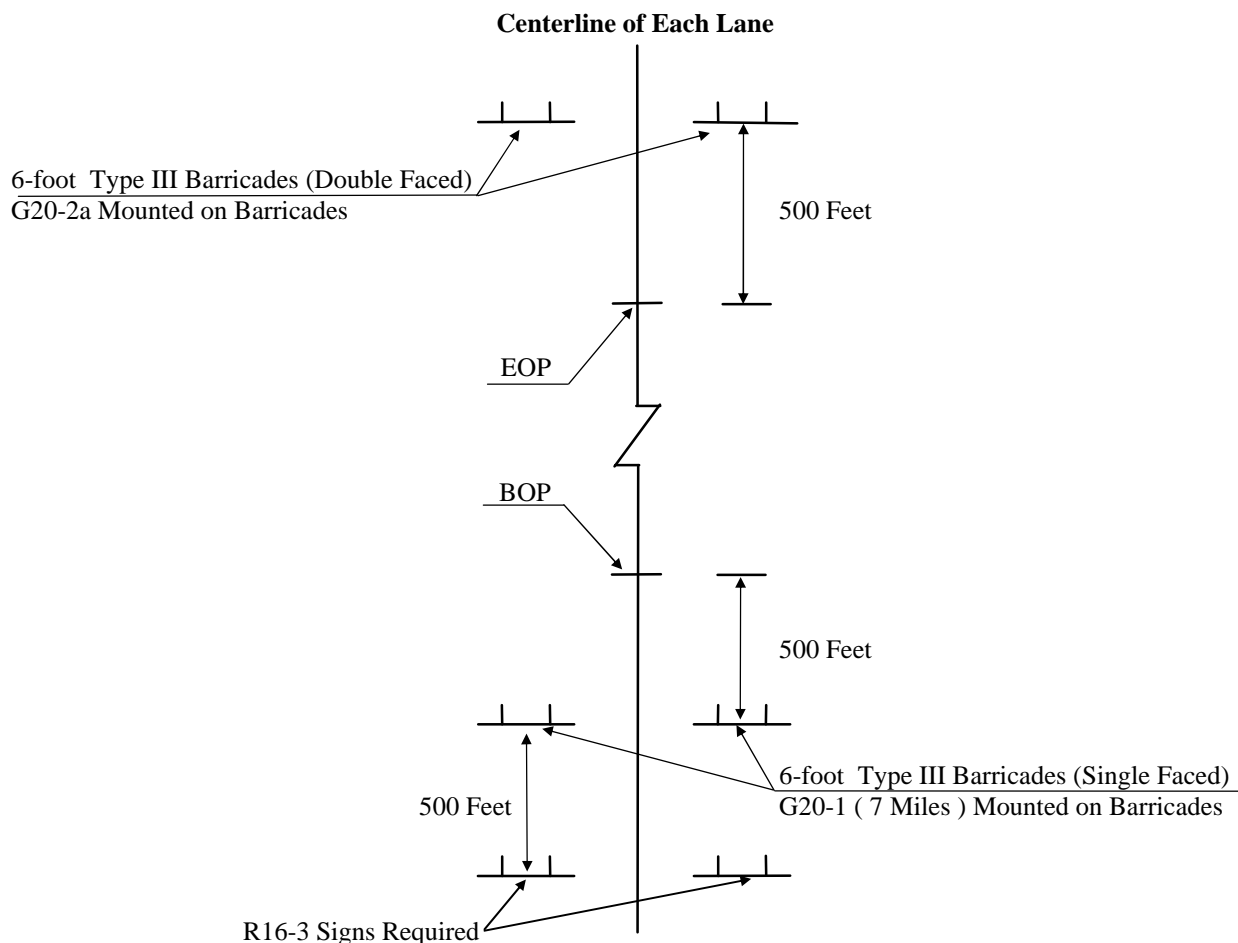 Centerline of Each Lane
6-foot Type III Barricades (Double Faced)
G20-2a Mounted on Barricades
500 Feet
EOP
BOP
500 Feet
6-foot Type III Barricades (Single Faced)
G20-1 ( 7 Miles ) Mounted on Barricades
500 Feet
R16-3 Signs Required